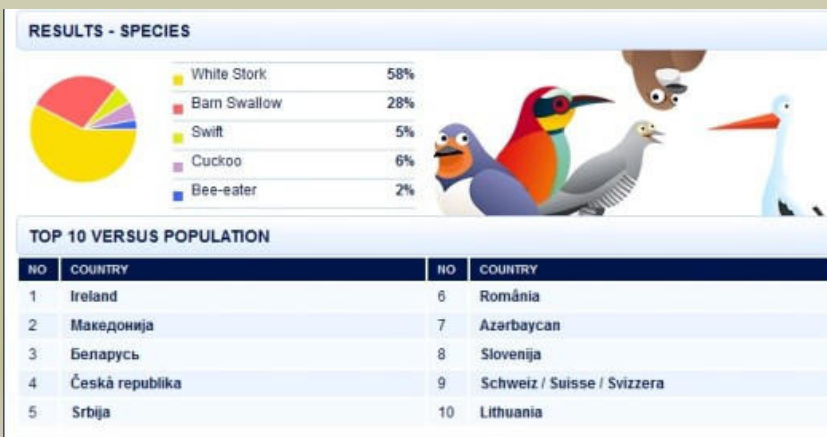 RESULTS - SPECIES
White Stork 58%
Barn Swallow 28%
Swift 5%
Cuckoo 6%
Bee-eater 2%
TOP 10 VERSUS POPULATION
NO COUNTRY NO COUNTRY
1 Ireland 6 România
2 Македонија 7 Azərbaycan
3 Беларусь 8 Slovenija
4 Česká republika 9 Schweiz / Suisse / Svizzera
5 Srbija 10 Lithuania